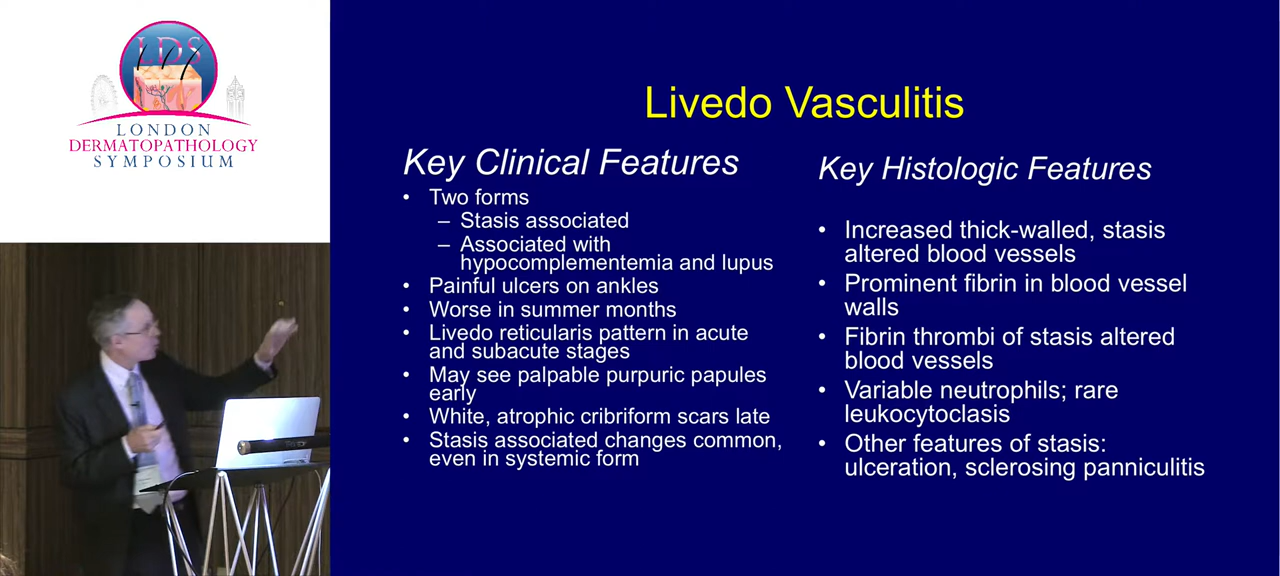 LDS
LONDON
DERMATOPATHOLOGY
SYMPOSIUM
Livedo Vasculitis
Key Clinical Features
• Two forms
– Stasis associated
– Associated with
hypocomplementemia and lupus
• Painful ulcers on ankles
• Worse in summer months
• Livedo reticularis pattern in acute
and subacute stages
• May see palpable purpuric papules
early
• White, atrophic cribriform scars late
• Stasis associated changes common,
even in systemic form
Key Histologic Features
• Increased thick-walled, stasis
altered blood vessels
• Prominent fibrin in blood vessel
walls
• Fibrin thrombi of stasis altered
blood vessels
• Variable neutrophils; rare
leukocytoclasis
• Other features of stasis:
ulceration, sclerosing panniculitis